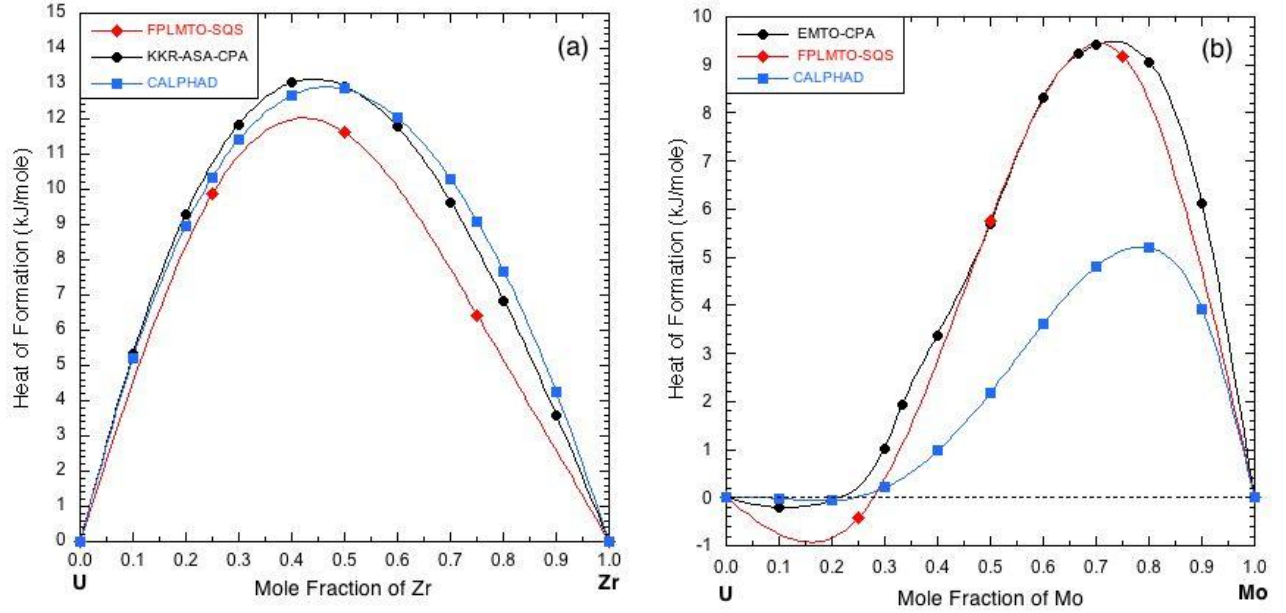 (a)
FPLMTO-SQS
KKR-ASA-CPA
CALPHAD
Heat of Formation (kJ/mole)
15
14
13
12
11
10
9
8
7
6
5
4
3
2
1
0
0.0 0.1 0.2 0.3 0.4 0.5 0.6 0.7 0.8 0.9 1.0
U Mole Fraction of Zr Zr
(b)
EMTO-CPA
FPLMTO-SQS
CALPHAD
Heat of Formation (kJ/mole)
10
9
8
7
6
5
4
3
2
1
0
-1
0.0 0.1 0.2 0.3 0.4 0.5 0.6 0.7 0.8 0.9 1.0
U Mole Fraction of Mo Mo